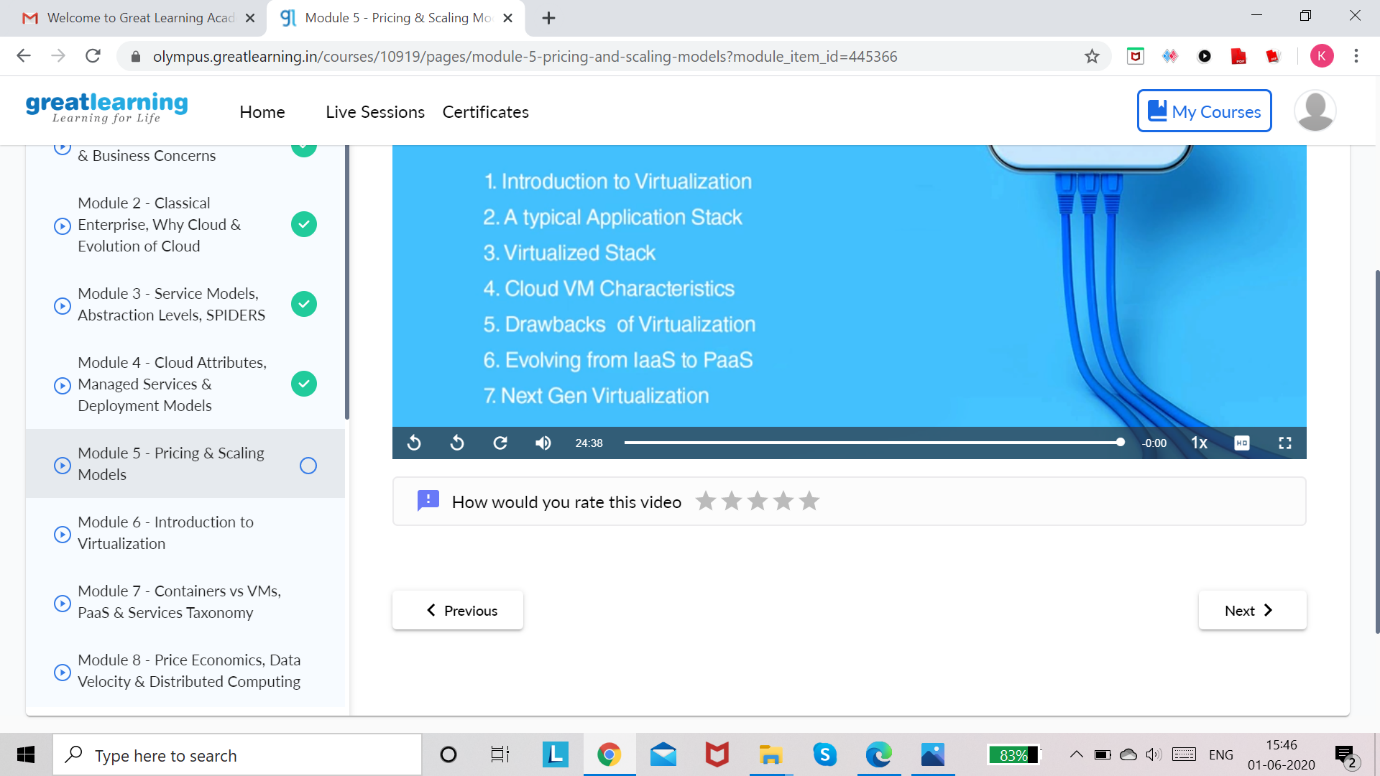 Welcome to Great Learning Acad
Module 5 - Pricing & Scaling Mo
olympus.greatlearning.in/courses/10919/pages/module-5-pricing-and-scaling-models?module_item_id=445366
K
greatlearning
Learning for Life
Home
Live Sessions
Certificates
My Courses
& Business Concerns
Module 2 - Classical
Enterprise, Why Cloud &
Evolution of Cloud
Module 3 - Service Models,
Abstraction Levels, SPIDERS
Module 4 - Cloud Attributes,
Managed Services &
Deployment Models
Module 5 - Pricing & Scaling
Models
Module 6 - Introduction to
Virtualization
Module 7 - Containers vs VMs,
PaaS & Services Taxonomy
Module 8 - Price Economics, Data
Velocity & Distributed Computing
1. Introduction to Virtualization
2. A typical Application Stack
3. Virtualized Stack
4. Cloud VM Characteristics
5. Drawbacks of Virtualization
6. Evolving from IaaS to PaaS
7. Next Gen Virtualization
24:38
-0:00
1x
HD
How would you rate this video
Previous
Next
Type here to search
83%
ENG
15:46
01-06-2020
2